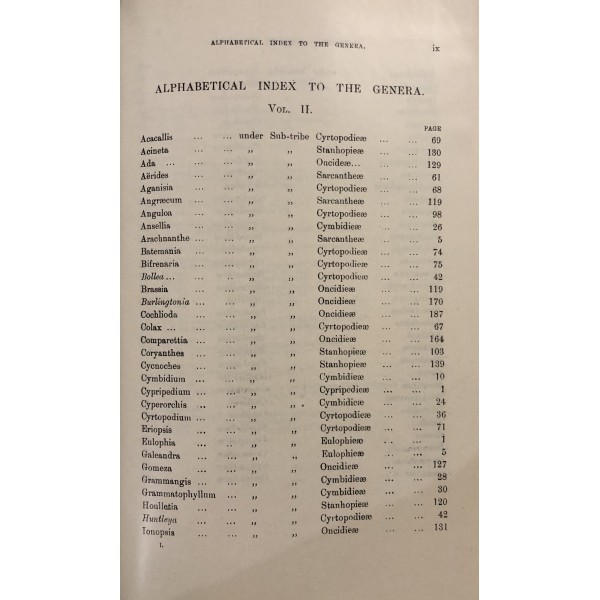 ALPHABETICAL INDEX TO THE GENERA. ix
ALPHABETICAL INDEX TO THE GENERA.
VOL. II.
PAGE
Acacallis ... ... under Sub-tribe Cyrtopodieæ ... ... 69
Acineta ... ... „ „ Stanhopieæ ... ... 130
Ada ... ... „ „ Oncideæ... ... ... 129
Aërides ... ... „ „ Sarcantheæ ... ... 61
Aganisia ... ... „ „ Cyrtopodieæ ... ... 68
Angræcum ... ... „ „ Sarcantheæ ... ... 119
Anguloa ... ... „ „ Cyrtopodieæ ... ... 98
Ansellia ... ... „ „ Cymbidieæ ... ... 26
Arachnanthe ... ... „ „ Sarcantheæ ... ... 5
Batemania ... ... „ „ Cyrtopodieæ ... ... 74
Bifrenaria ... ... „ „ Cyrtopodieæ ... ... 75
Bollea ... ... „ „ Cyrtopodieæ ... ... 42
Brassia ... ... „ „ Oncidieæ ... ... 119
Burlingtonia ... ... „ „ Oncidieæ ... ... 170
Cochlioda ... ... „ „ Oncidieæ ... ... 187
Colax ... ... „ „ Cyrtopodieæ ... ... 67
Comparettia ... ... „ „ Oncidieæ ... ... 164
Coryanthes ... ... „ „ Stanhopieæ ... ... 103
Cycnoches ... ... „ „ Stanhopieæ ... ... 139
Cymbidium ... ... „ „ Cymbidieæ ... ... 10
Cypripedium ... ... „ „ Cypripedieæ ... ... 1
Cyperorchis .. ... „ „ Cymbidieæ ... ... 24
Cyrtopodium ... ... „ „ Cyrtopodieæ ... ... 36
Eriopsis ... ... „ „ Cyrtopodieæ ... ... 71
Eulophia ... ... „ „ Eulophieæ ... ... 1
Galeandra ... ... „ „ Eulophieæ ... ... 5
Gomeza ... ... „ „ Oncidieæ ... ... 127
Grammangis ... ... „ „ Cymbidieæ ... ... 28
Grammatophyllum ... „ „ Cymbidieæ ... ... 30
Houlletia ... ... „ „ Stanhopieæ ... ... 120
Huntleya ... ... „ „ Cyrtopodieæ ... ... 42
Ionopsis ... ... „ „ Oncidieæ ... ... 131
I.